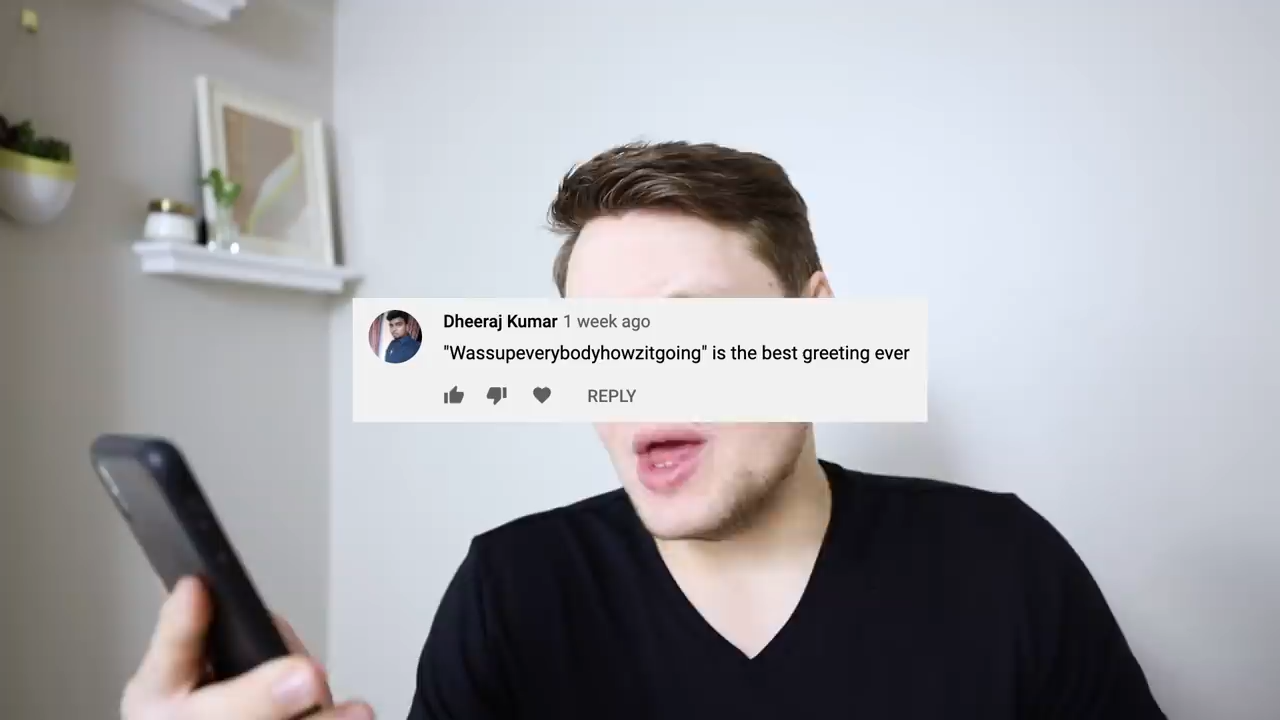 Dheeraj Kumar 1 week ago
"Wassupeverybodyhowzitgoing" is the best greeting ever
REPLY